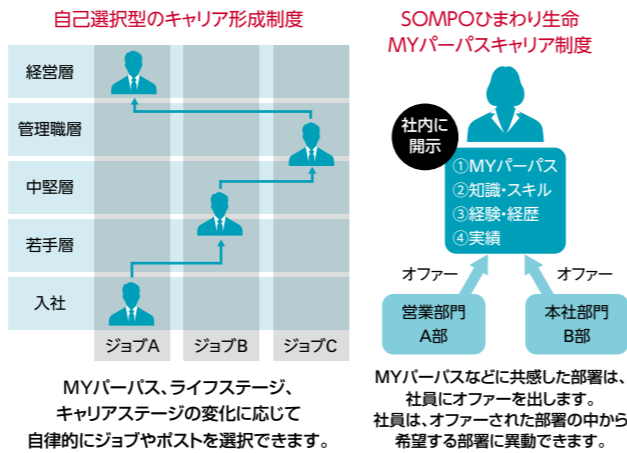 自己選択型のキャリア形成制度
経営層
管理職層
中堅層
若手層
入社
ジョブA
ジョブB
ジョブC
MYパーパス、ライフステージ、
キャリアステージの変化に応じて
自律的にジョブやポストを選択できます。
SOMPOひまわり生命
MYパーパスキャリア制度
社内に
開示
①MYパーパス
②知識・スキル
③経験・経歴
④実績
オファー
オファー
営業部門
A部
本社部門
B部
MYパーパスなどに共感した部署は、
社員にオファーを出します。
社員は、オファーされた部署の中から
希望する部署に異動できます。